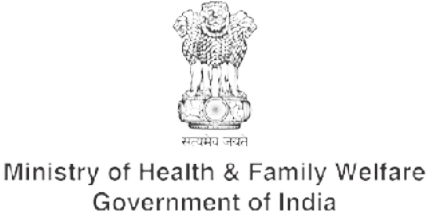 सत्यमेव जयते
Ministry of Health & Family Welfare
Government of India